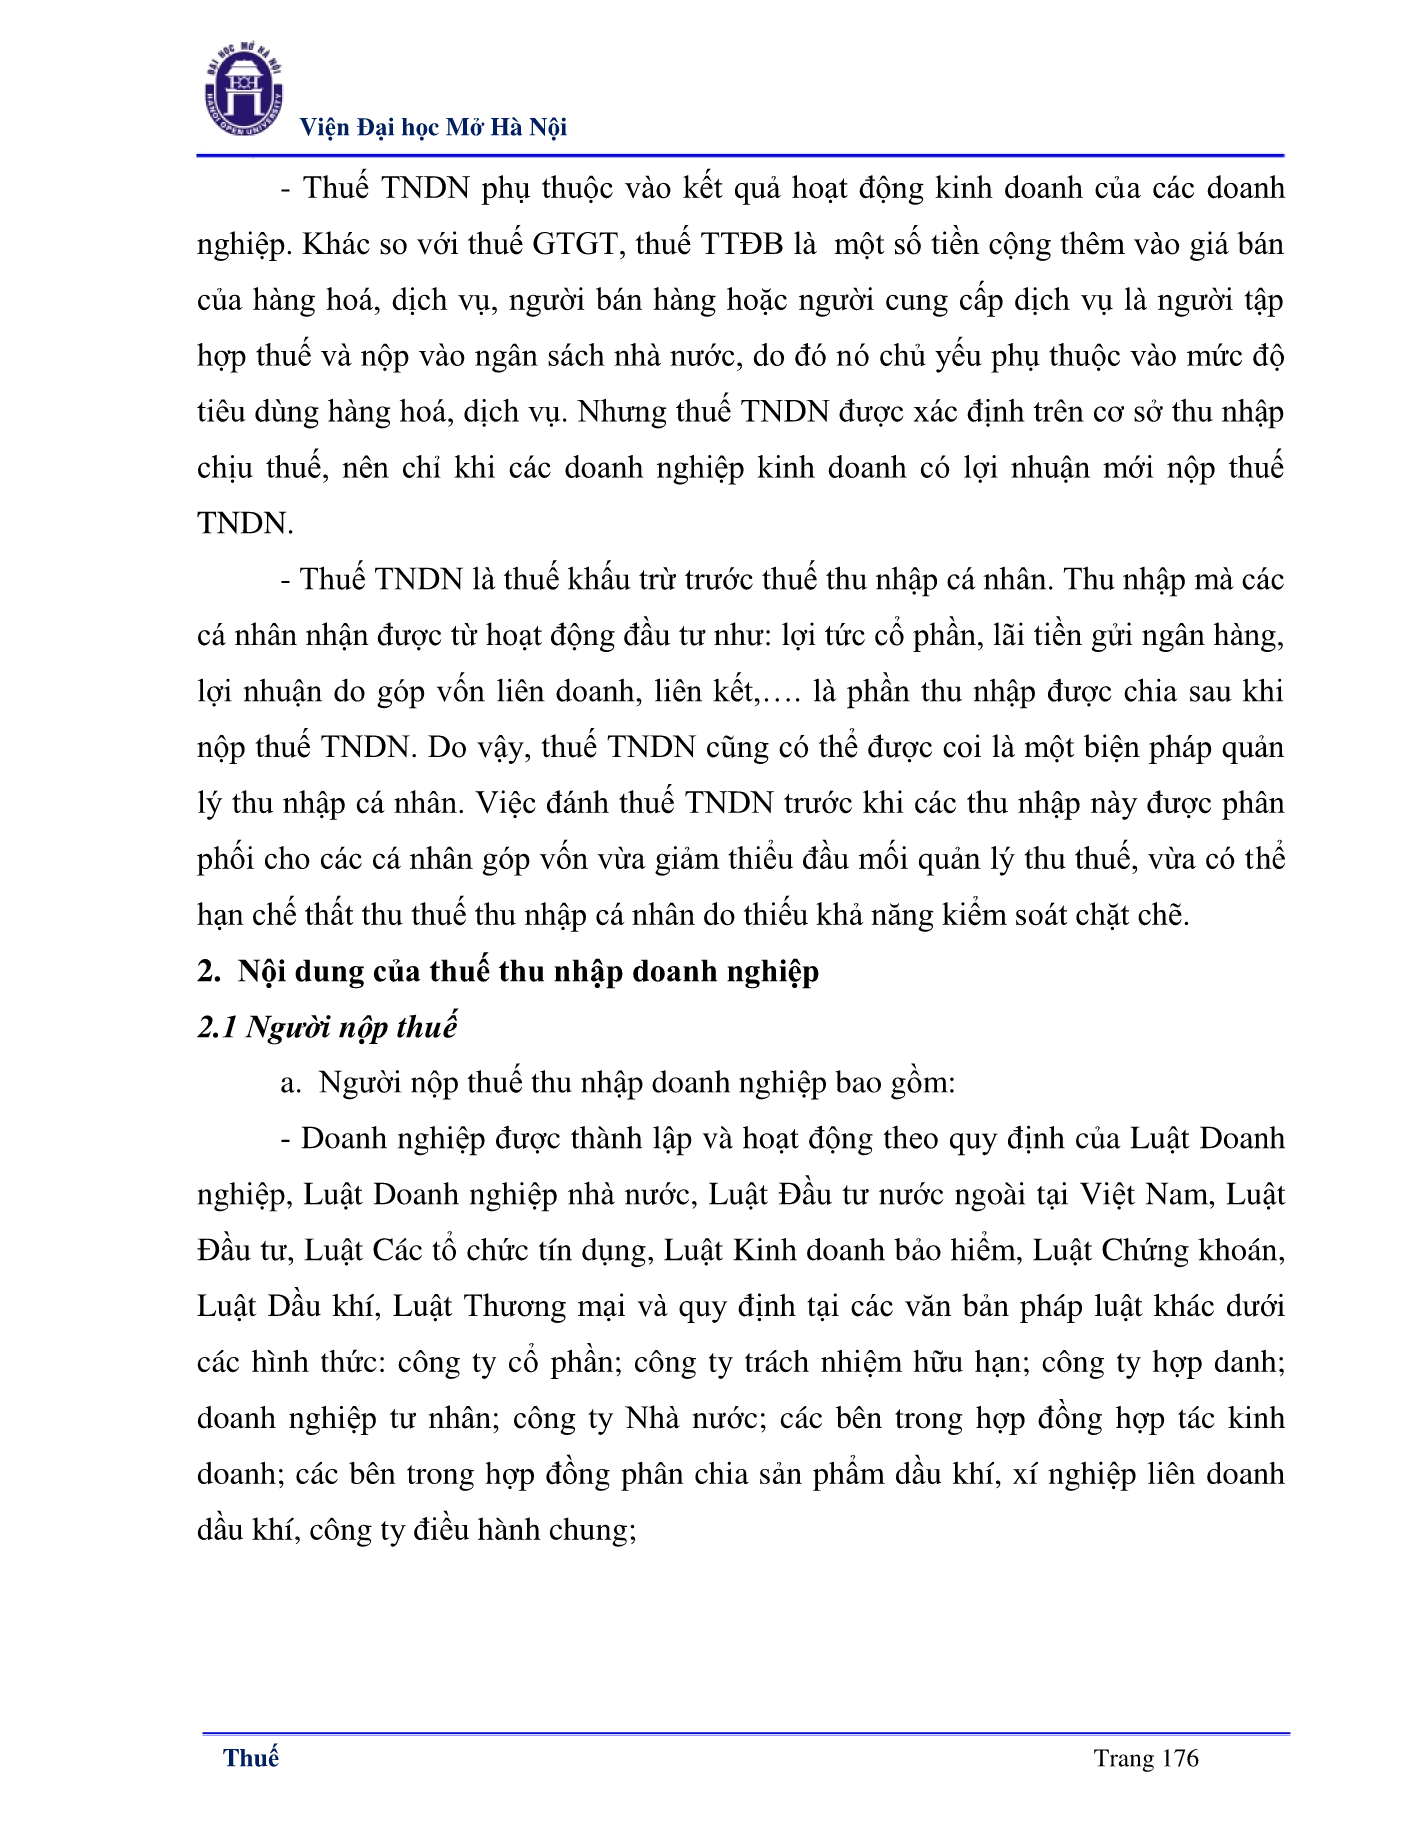 ĐẠI HỌC MỞ HÀ NỘI
HANOI OPEN UNIVERSITY
Viện Đại học Mở Hà Nội
- Thuế TNDN phụ thuộc vào kết quả hoạt động kinh doanh của các doanh
nghiệp. Khác so với thuế GTGT, thuế TTĐB là một số tiền cộng thêm vào giá bán
của hàng hoá, dịch vụ, người bán hàng hoặc người cung cấp dịch vụ là người tập
hợp thuế và nộp vào ngân sách nhà nước, do đó nó chủ yếu phụ thuộc vào mức độ
tiêu dùng hàng hoá, dịch vụ. Nhưng thuế TNDN được xác định trên cơ sở thu nhập
chịu thuế, nên chỉ khi các doanh nghiệp kinh doanh có lợi nhuận mới nộp thuế
TNDN.
- Thuế TNDN là thuế khấu trừ trước thuế thu nhập cá nhân. Thu nhập mà các
cá nhân nhận được từ hoạt động đầu tư như: lợi tức cổ phần, lãi tiền gửi ngân hàng,
lợi nhuận do góp vốn liên doanh, liên kết,…. là phần thu nhập được chia sau khi
nộp thuế TNDN. Do vậy, thuế TNDN cũng có thể được coi là một biện pháp quản
lý thu nhập cá nhân. Việc đánh thuế TNDN trước khi các thu nhập này được phân
phối cho các cá nhân góp vốn vừa giảm thiểu đầu mối quản lý thu thuế, vừa có thể
hạn chế thất thu thuế thu nhập cá nhân do thiếu khả năng kiểm soát chặt chẽ.
2. Nội dung của thuế thu nhập doanh nghiệp
2.1 Người nộp thuế
a. Người nộp thuế thu nhập doanh nghiệp bao gồm:
- Doanh nghiệp được thành lập và hoạt động theo quy định của Luật Doanh
nghiệp, Luật Doanh nghiệp nhà nước, Luật Đầu tư nước ngoài tại Việt Nam, Luật
Đầu tư, Luật Các tổ chức tín dụng, Luật Kinh doanh bảo hiểm, Luật Chứng khoán,
Luật Dầu khí, Luật Thương mại và quy định tại các văn bản pháp luật khác dưới
các hình thức: công ty cổ phần; công ty trách nhiệm hữu hạn; công ty hợp danh;
doanh nghiệp tư nhân; công ty Nhà nước; các bên trong hợp đồng hợp tác kinh
doanh; các bên trong hợp đồng phân chia sản phẩm dầu khí, xí nghiệp liên doanh
dầu khí, công ty điều hành chung;
Thuế
Trang 176